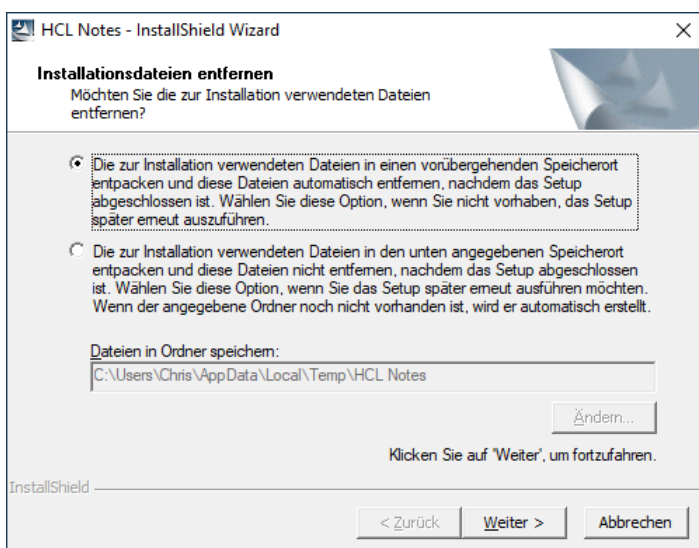 HCL Notes - InstallShield Wizard
Installationsdateien entfernen
Möchten Sie die zur Installation verwendeten Dateien
entfernen?
Die zur Installation verwendeten Dateien in einen vorübergehenden Speicherort
entpacken und diese Dateien automatisch entfernen, nachdem das Setup
abgeschlossen ist. Wählen Sie diese Option, wenn Sie nicht vorhaben, das Setup
später erneut auszuführen.
Die zur Installation verwendeten Dateien in den unten angegebenen Speicherort
entpacken und diese Dateien nicht entfernen, nachdem das Setup abgeschlossen
ist. Wählen Sie diese Option, wenn Sie das Setup später erneut ausführen möchten.
Wenn der angegebene Ordner noch nicht vorhanden ist, wird er automatisch erstellt.
Dateien in Ordner speichern:
C:\Users\Chris\AppData\Local\Temp\HCL Notes
Ändern...
Klicken Sie auf 'Weiter', um fortzufahren.
InstallShield
< Zurück Weiter > Abbrechen